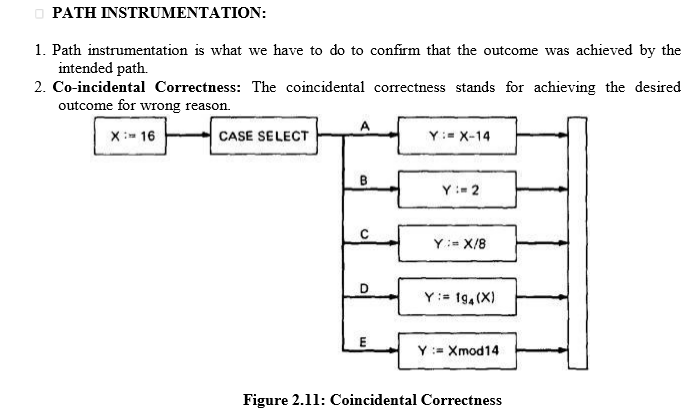 PATH INSTRUMENTATION:
1. Path instrumentation is what we have to do to confirm that the outcome was achieved by the
intended path.
2. Co-incidental Correctness: The coincidental correctness stands for achieving the desired
outcome for wrong reason.
X := 16
CASE SELECT
A
Y := X-14
B
Y := 2
C
Y := X/8
D
Y := lg₄(X)
E
Y := Xmod14
Figure 2.11: Coincidental Correctness